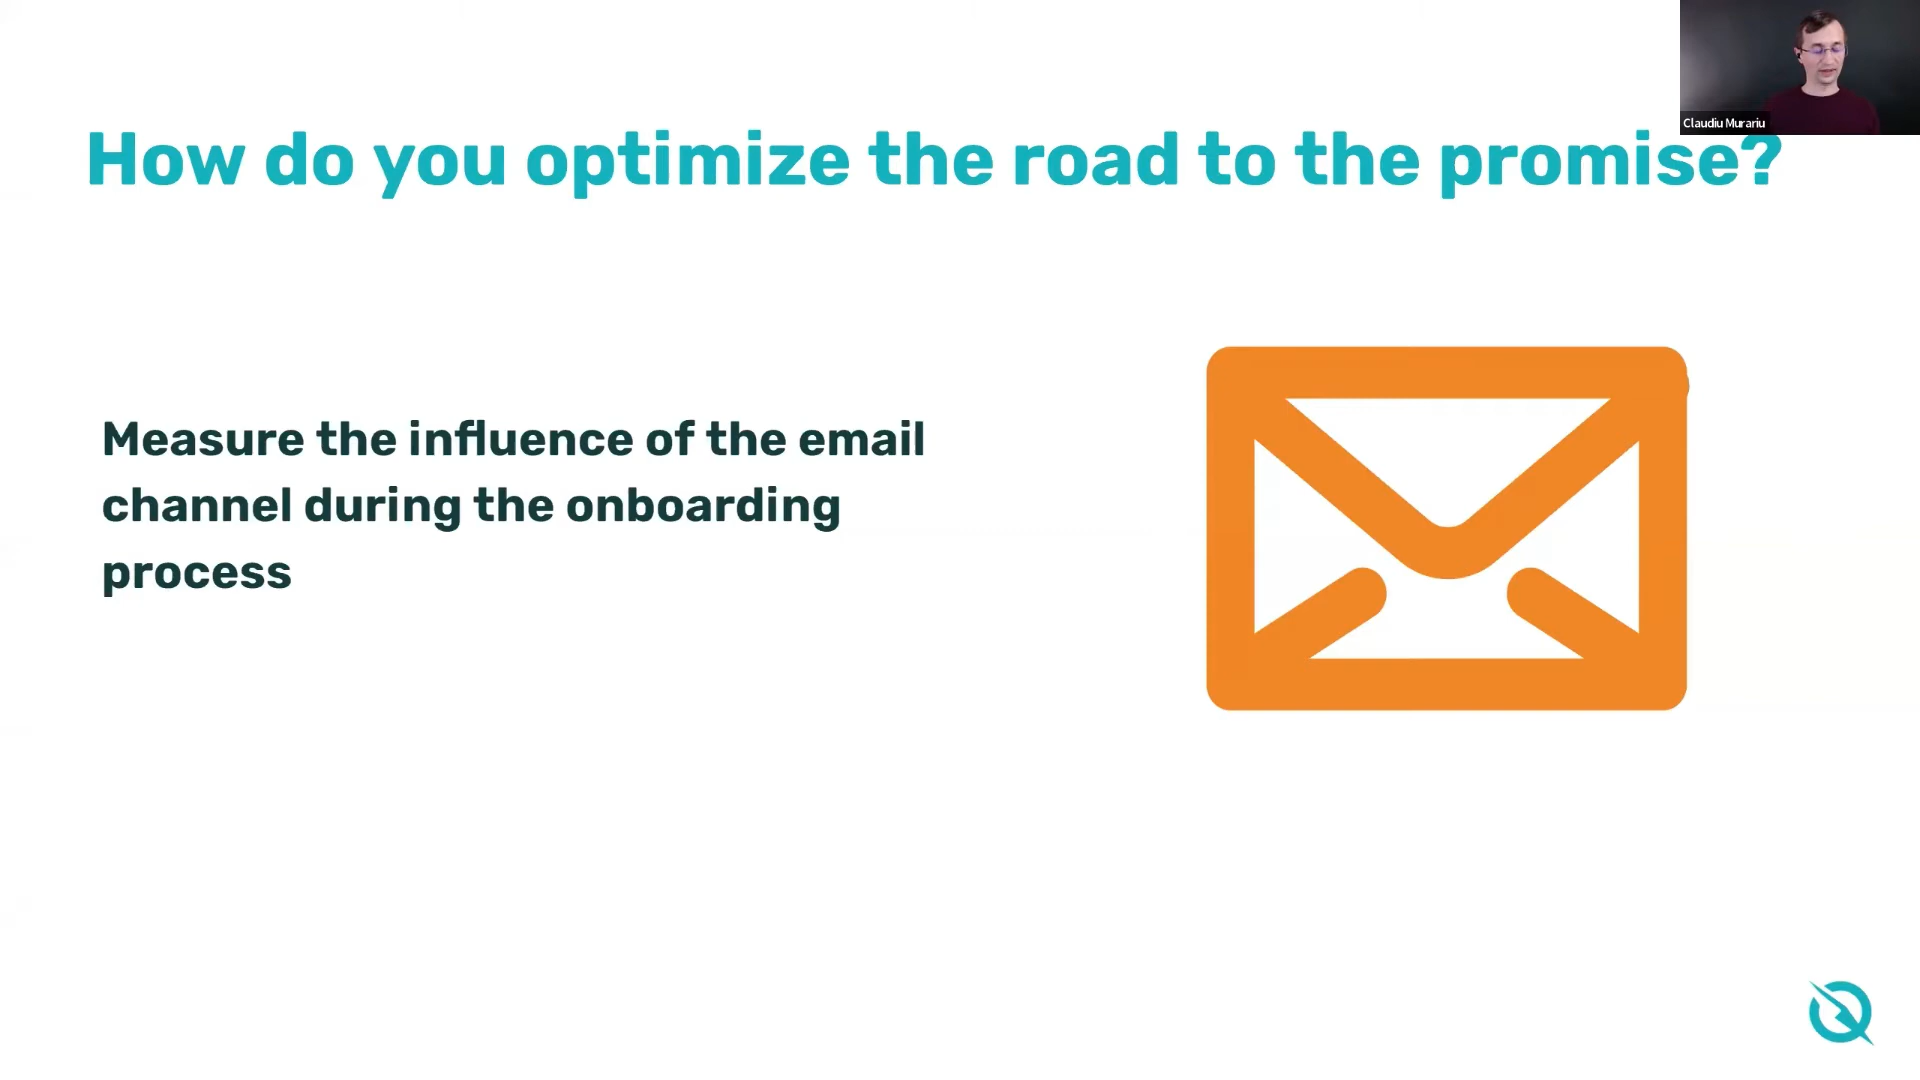 Claudiu Murariu
How do you optimize the road to the promise?
Measure the influence of the email
channel during the onboarding
process